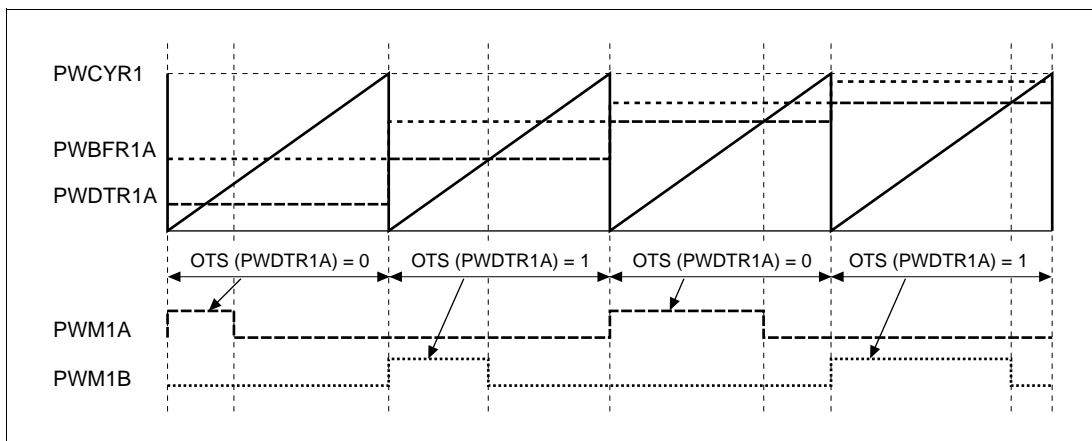 PWCYR1
PWBFR1A
PWDTR1A
OTS (PWDTR1A) = 0 OTS (PWDTR1A) = 1 OTS (PWDTR1A) = 0 OTS (PWDTR1A) = 1
PWM1A
PWM1B